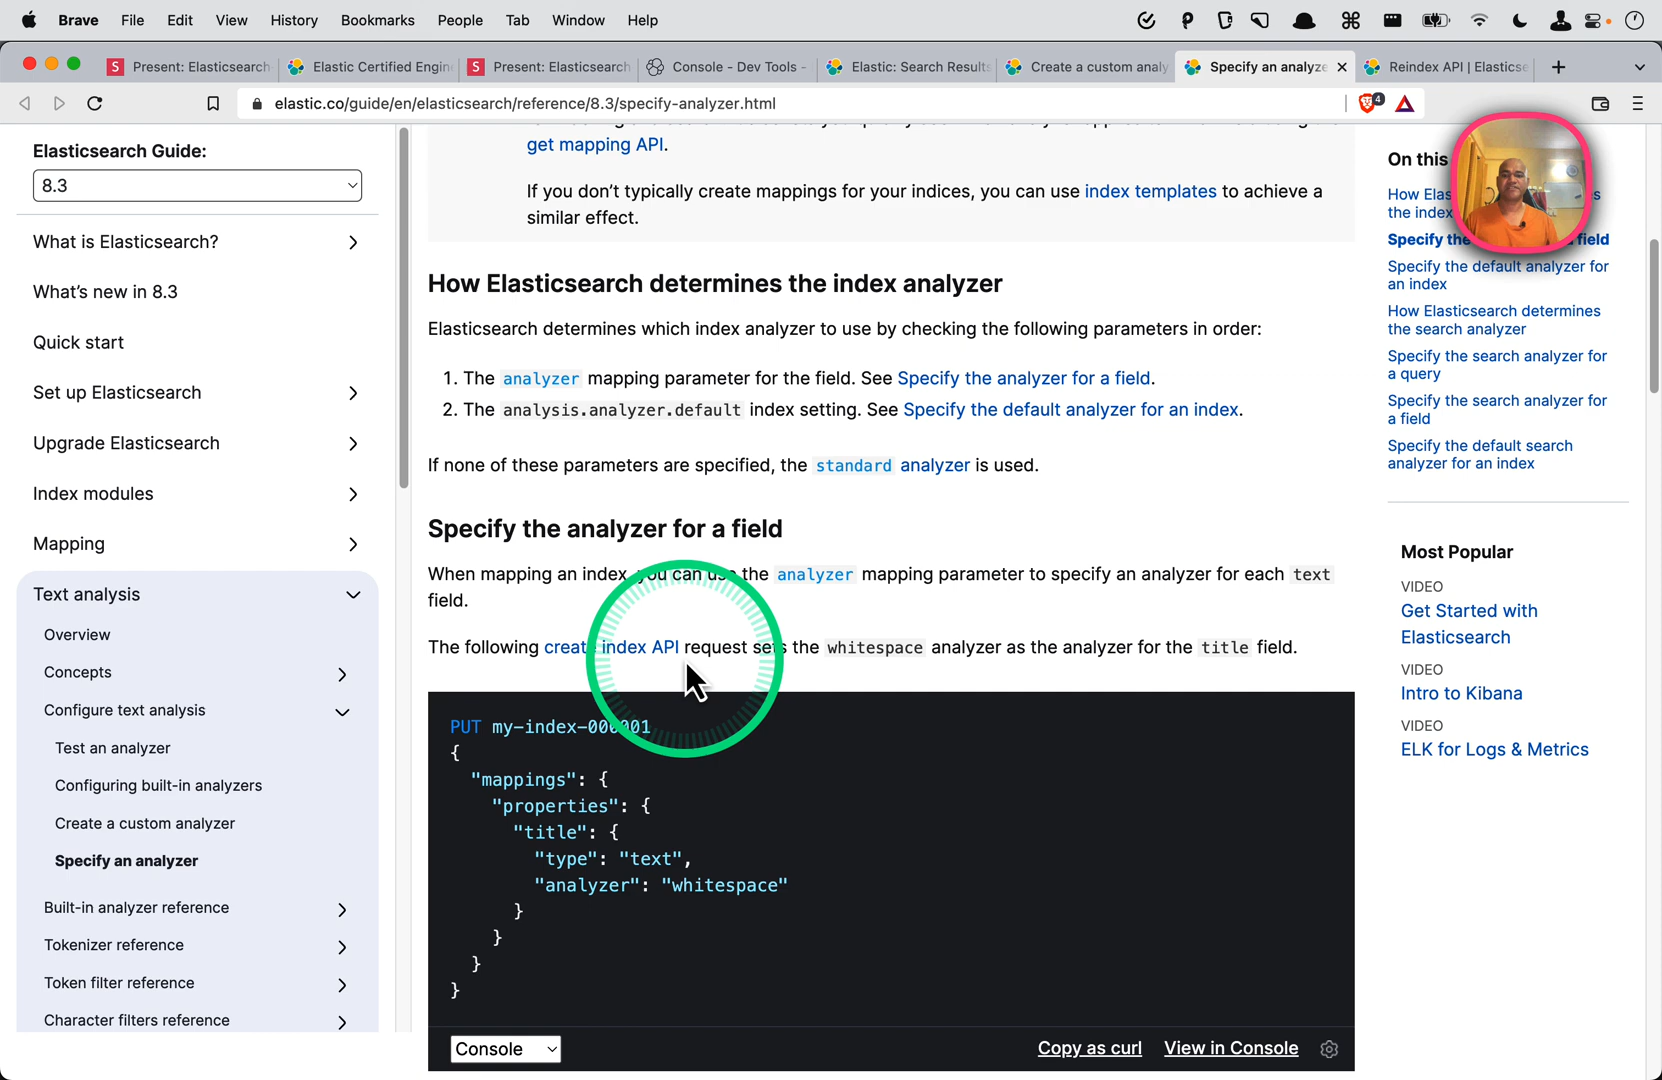 Brave File Edit View History Bookmarks People Tab Window Help
Present: Elasticsearch
Elastic Certified Engin
Present: Elasticsearch
Console - Dev Tools -
Elastic: Search Results
Create a custom analy
Specify an analyze
Reindex API | Elasticse
elastic.co/guide/en/elasticsearch/reference/8.3/specify-analyzer.html
4
Elasticsearch Guide:
8.3
What is Elasticsearch?
What's new in 8.3
Quick start
Set up Elasticsearch
Upgrade Elasticsearch
Index modules
Mapping
Text analysis
Overview
Concepts
Configure text analysis
Test an analyzer
Configuring built-in analyzers
Create a custom analyzer
Specify an analyzer
Built-in analyzer reference
Tokenizer reference
Token filter reference
Character filters reference
get mapping API.
If you don't typically create mappings for your indices, you can use index templates to achieve a
similar effect.
How Elasticsearch determines the index analyzer
Elasticsearch determines which index analyzer to use by checking the following parameters in order:
1. The analyzer mapping parameter for the field. See Specify the analyzer for a field.
2. The analysis.analyzer.default index setting. See Specify the default analyzer for an index.
If none of these parameters are specified, the standard analyzer is used.
Specify the analyzer for a field
When mapping an index, you can use the analyzer mapping parameter to specify an analyzer for each text
field.
The following create index API request sets the whitespace analyzer as the analyzer for the title field.
PUT my-index-000001
{
"mappings": {
"properties": {
"title": {
"type": "text",
"analyzer": "whitespace"
}
}
}
}
Console
Copy as curl
View in Console
On this
How Elas s
the index
Specify the field
Specify the default analyzer for
an index
How Elasticsearch determines
the search analyzer
Specify the search analyzer for
a query
Specify the search analyzer for
a field
Specify the default search
analyzer for an index
Most Popular
VIDEO
Get Started with
Elasticsearch
VIDEO
Intro to Kibana
VIDEO
ELK for Logs & Metrics